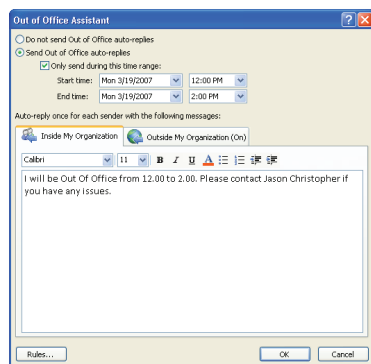 Out of Office Assistant
Do not send Out of Office auto-replies
Send Out of Office auto-replies
Only send during this time range:
Start time: Mon 3/19/2007 12:00 PM
End time: Mon 3/19/2007 2:00 PM
Auto-reply once for each sender with the following messages:
Inside My Organization Outside My Organization (On)
Calibri 11 B I U A
I will be Out Of Office from 12.00 to 2.00. Please contact Jason Christopher if
you have any issues.
Rules... OK Cancel